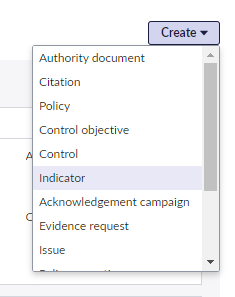 Create
Authority document
Citation
Policy
Control objective
Control
Indicator
Acknowledgement campaign
Evidence request
Issue